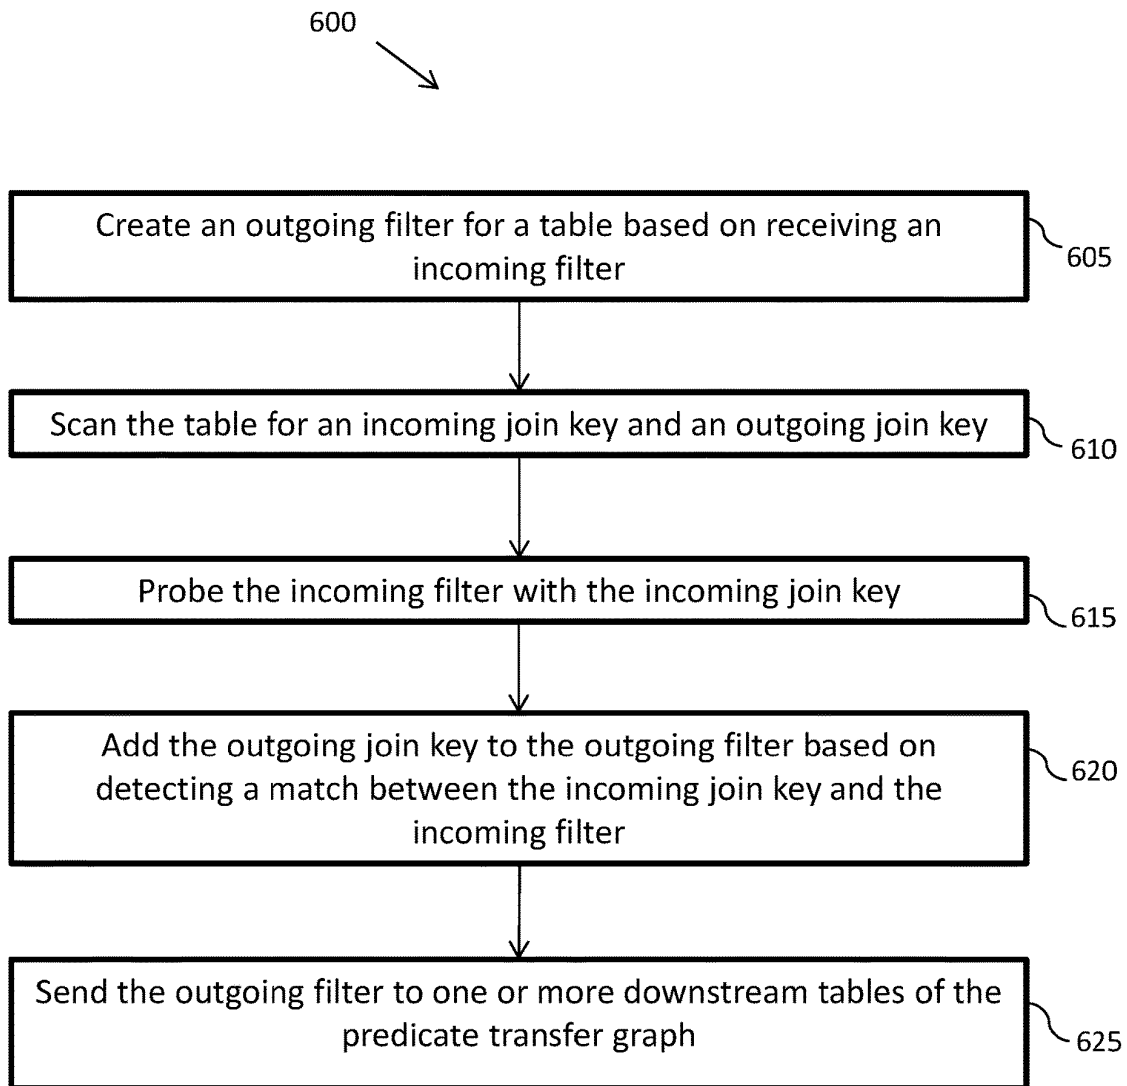 600
Create an outgoing filter for a table based on receiving an
incoming filter
605
Scan the table for an incoming join key and an outgoing join key
610
Probe the incoming filter with the incoming join key
615
Add the outgoing join key to the outgoing filter based on
detecting a match between the incoming join key and the
incoming filter
620
Send the outgoing filter to one or more downstream tables of the
predicate transfer graph
625